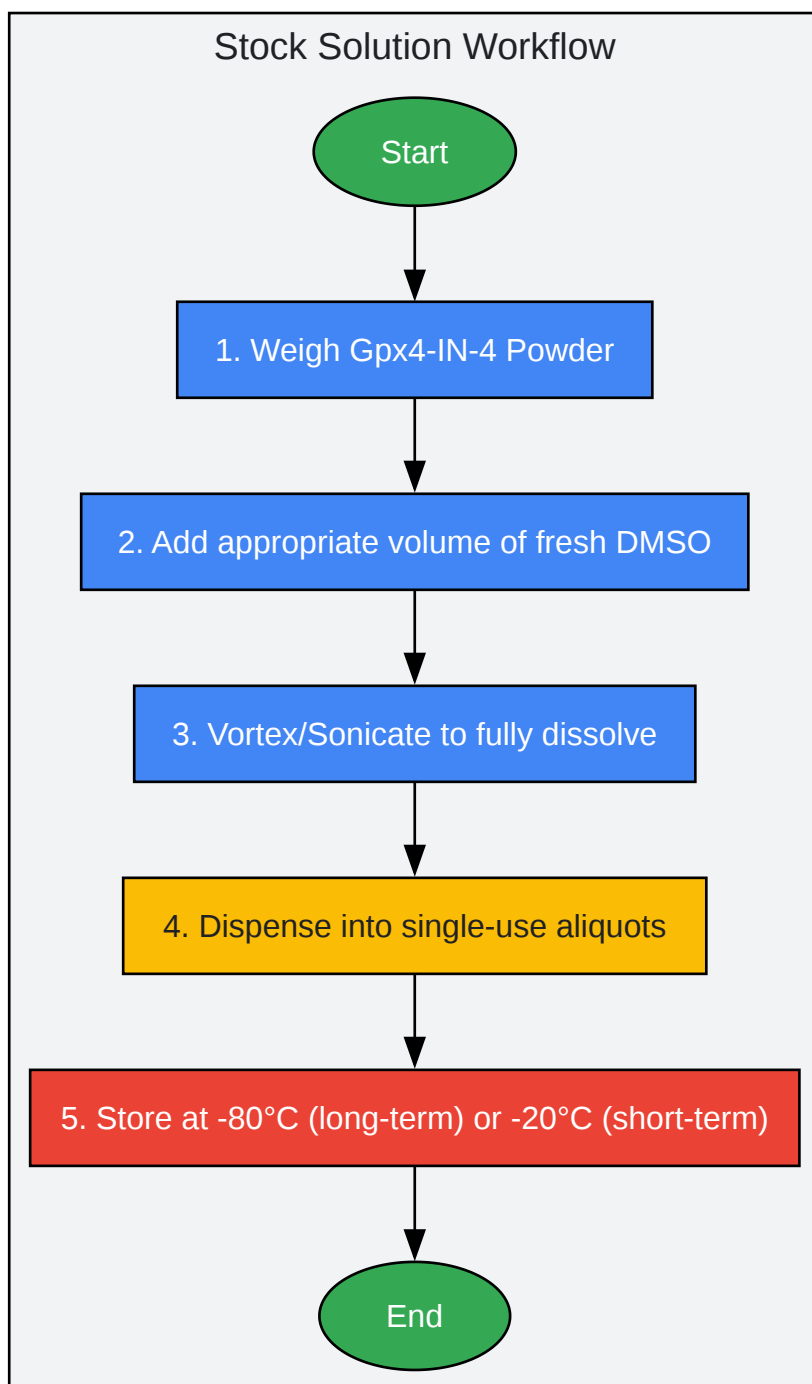 Stock Solution Workflow
Start
1. Weigh Gpx4-IN-4 Powder
2. Add appropriate volume of fresh DMSO
3. Vortex/Sonicate to fully dissolve
4. Dispense into single-use aliquots
5. Store at -80°C (long-term) or -20°C (short-term)
End